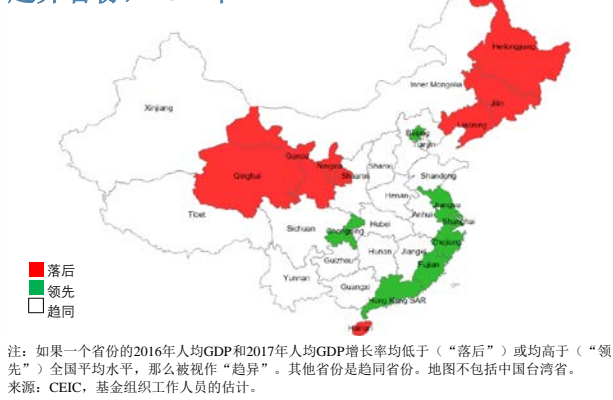 Heilongjiang
Inner Mongolia
Jilin
Xinjiang
Liaoning
Beijing
Tianjin
Gansu
Ningxia
Shanxi
Qinghai
Shaanxi
Shandong
Henan
Jiangsu
Tibet
Anhui
Shanghai
Sichuan
Chongqing
Hubei
Zhejiang
Hunan
Jiangxi
Guizhou
Fujian
Yunnan
Guangxi
Hong Kong SAR
Hainan
落后
领先
趋同
注：如果一个省份的2016年人均GDP和2017年人均GDP增长率均低于（“落后”）或均高于（“领
先”）全国平均水平，那么被视作“趋异”。其他省份是趋同省份。地图不包括中国台湾省。
来源：CEIC，基金组织工作人员的估计。